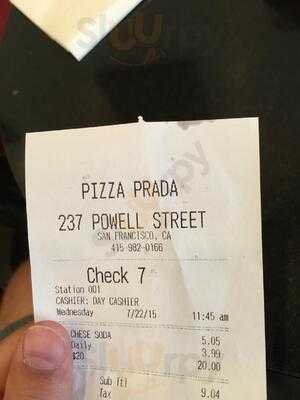 PIZZA PRADA
237 POWELL STREET
SAN FRANCISCO, CA
415-982-0166
Check 7
Station 001
CASHIER: DAY CASHIER
Wednesday 7/22/15 11:45 am
CHESE SODA 5.05
Daily 3.99
$20 20.00
Sub Ttl 9.04
Tax